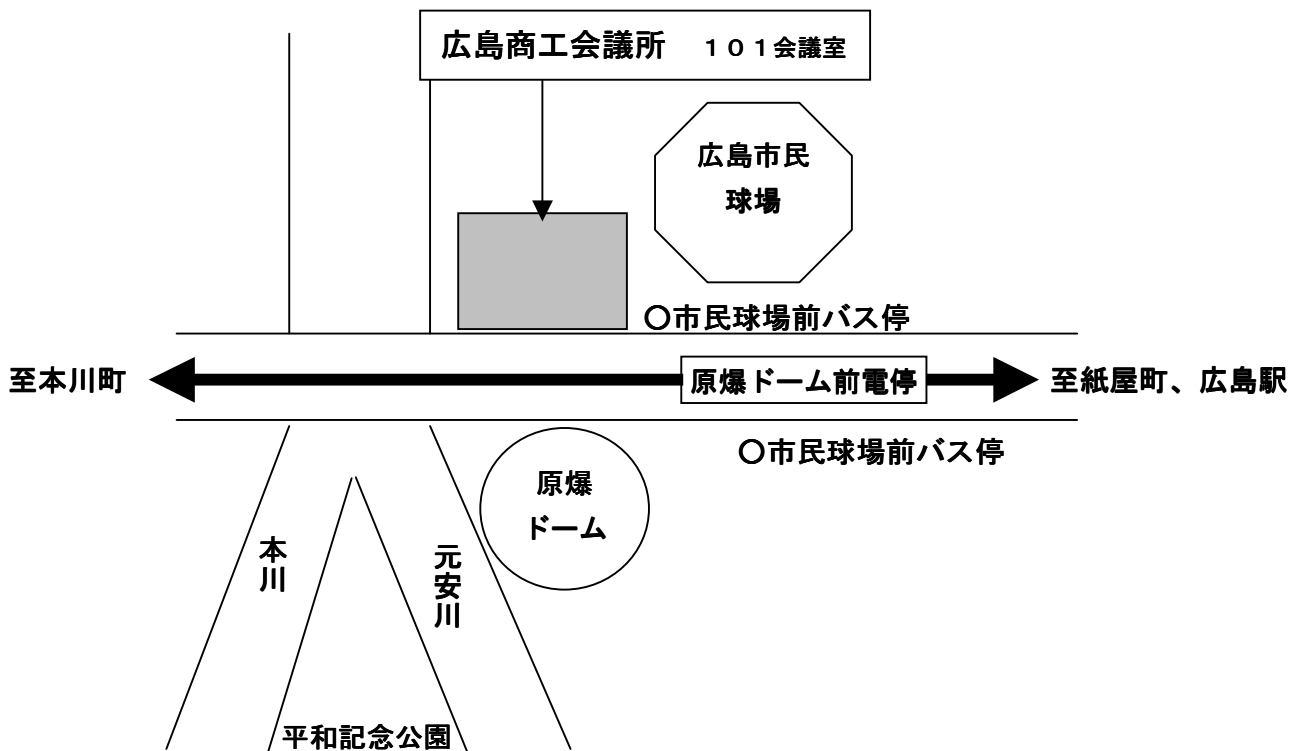 広島商工会議所 １０１会議室
広島市民
球場
〇市民球場前バス停
至本川町
原爆ドーム前電停
至紙屋町、広島駅
〇市民球場前バス停
原爆
ドーム
本川
元安川
平和記念公園